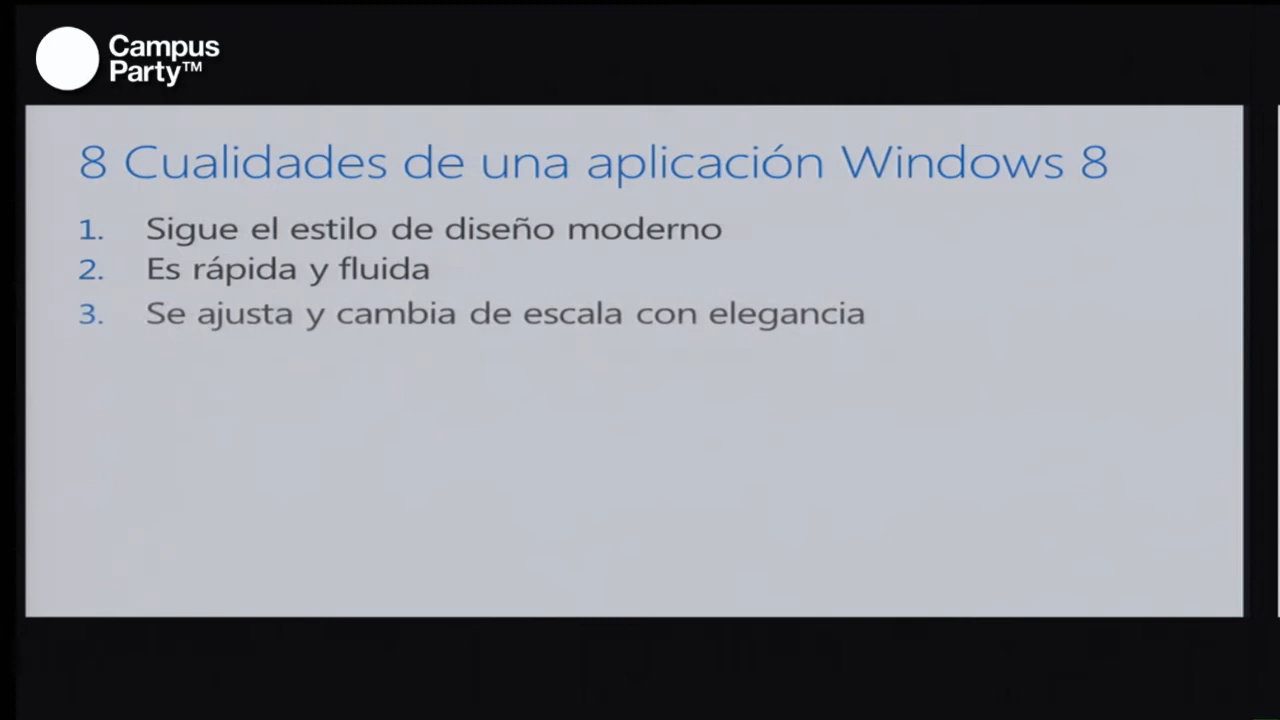 Campus
Party™
8 Cualidades de una aplicación Windows 8
1. Sigue el estilo de diseño moderno
2. Es rápida y fluida
3. Se ajusta y cambia de escala con elegancia